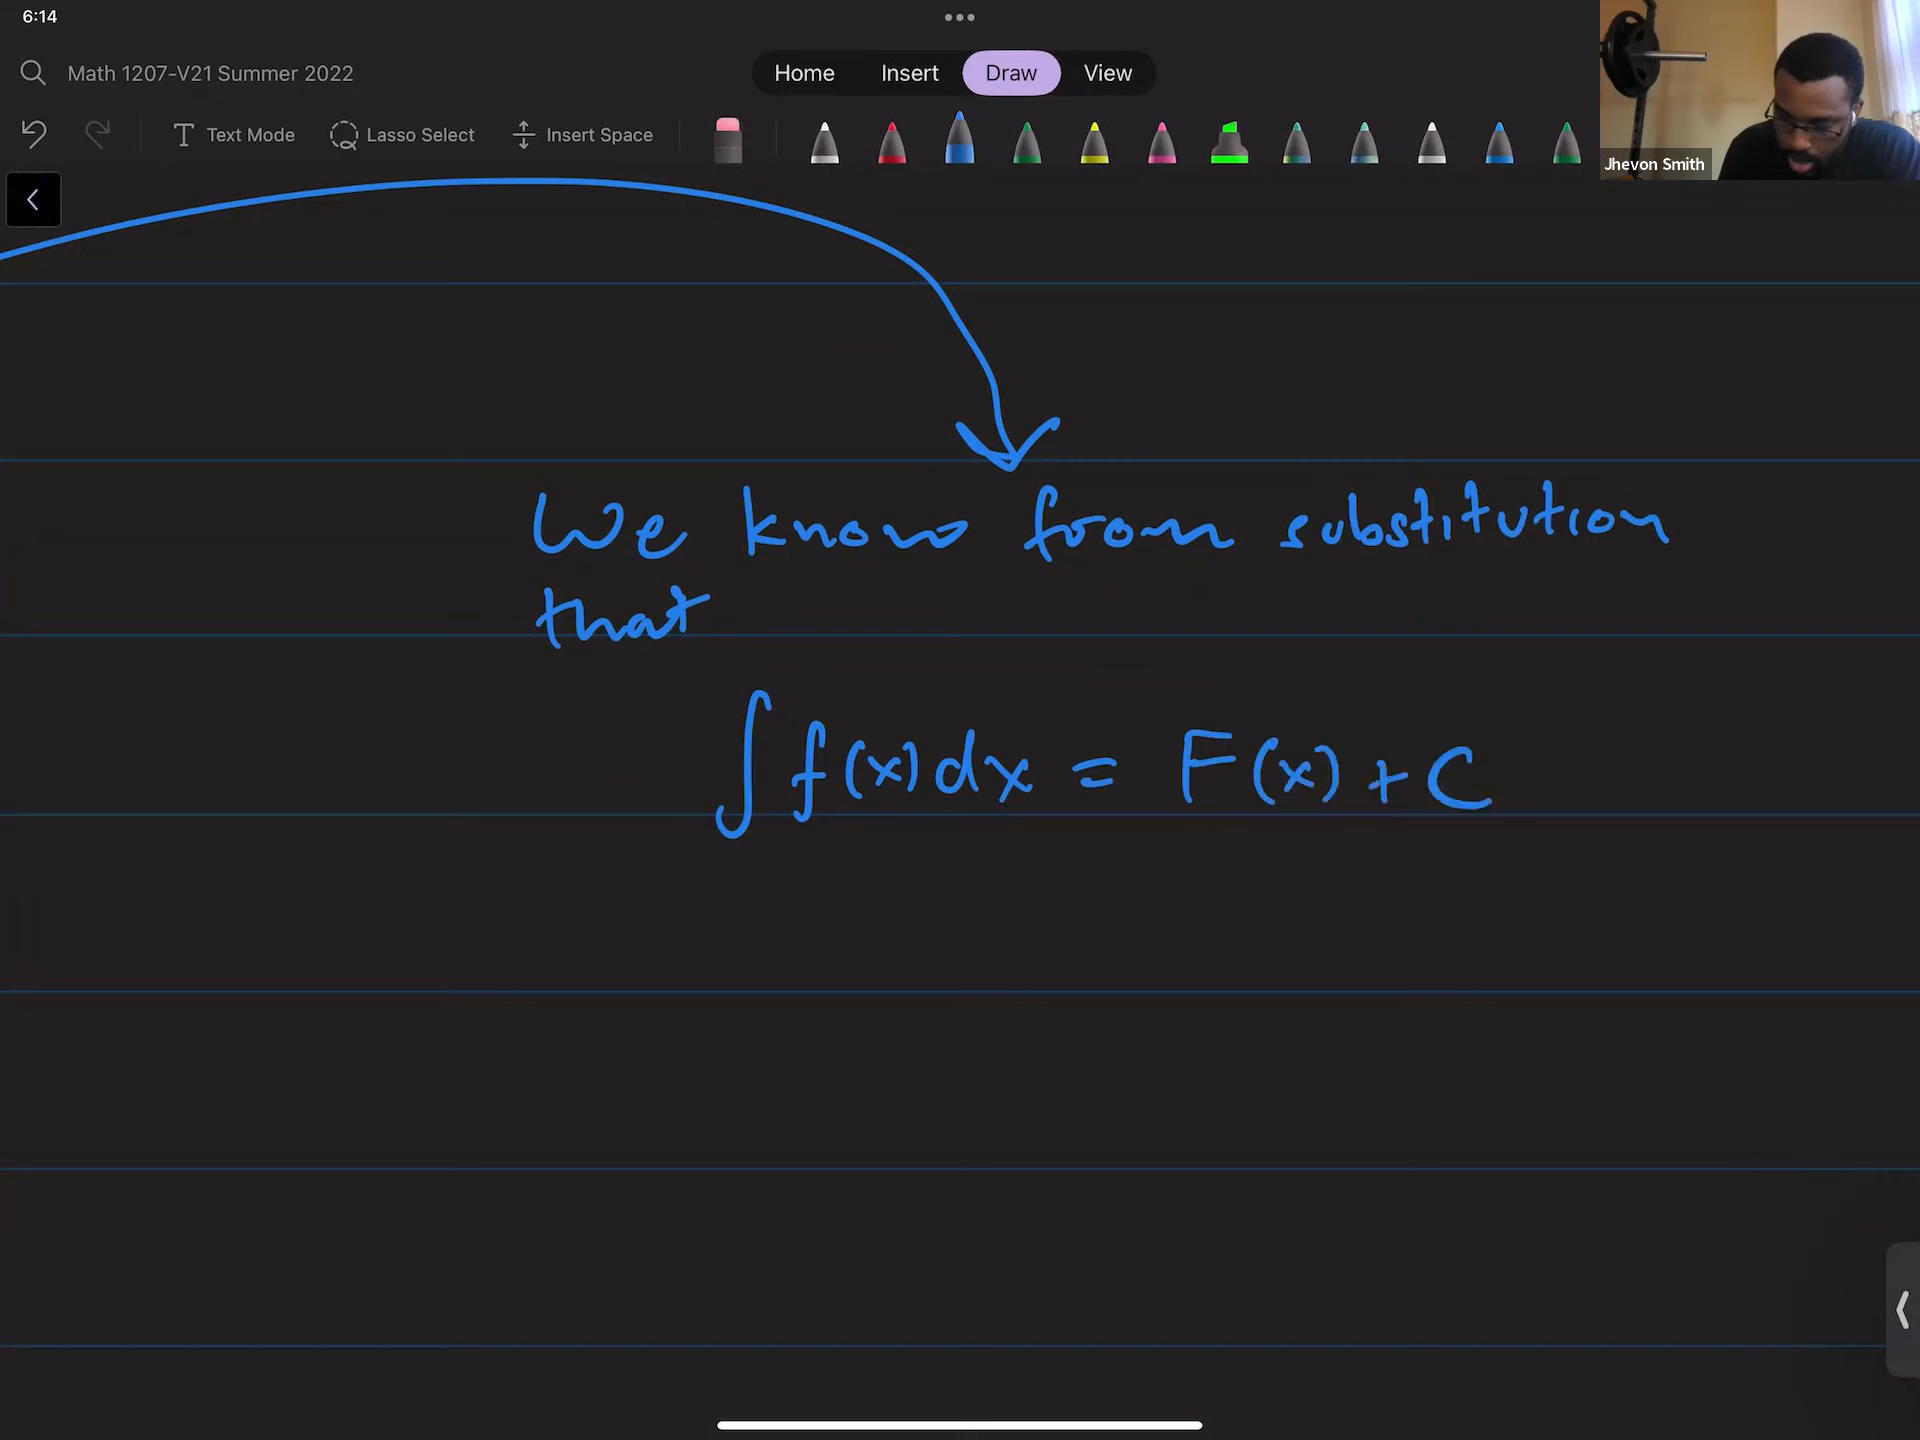 6:14
Math 1207-V21 Summer 2022
Home Insert Draw View
Text Mode Lasso Select Insert Space
Jhevon Smith
We know from substitution
that
∫ f(x) dx = F(x) + C